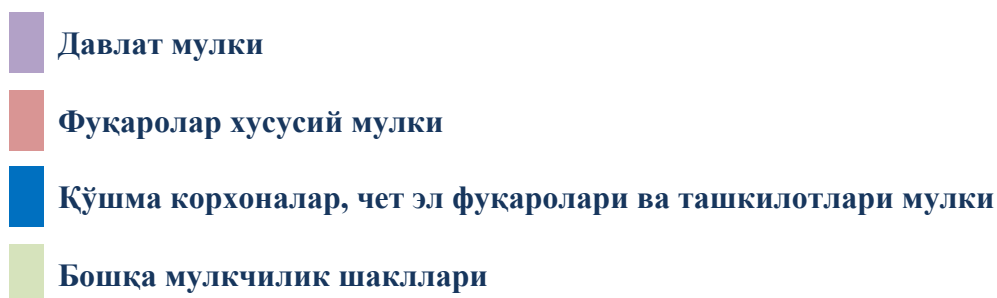 Давлат мулки
Фуқаролар хусусий мулки
Қўшма корхоналар, чет эл фуқаролари ва ташкилотлари мулки
Бошқа мулкчилик шакллари